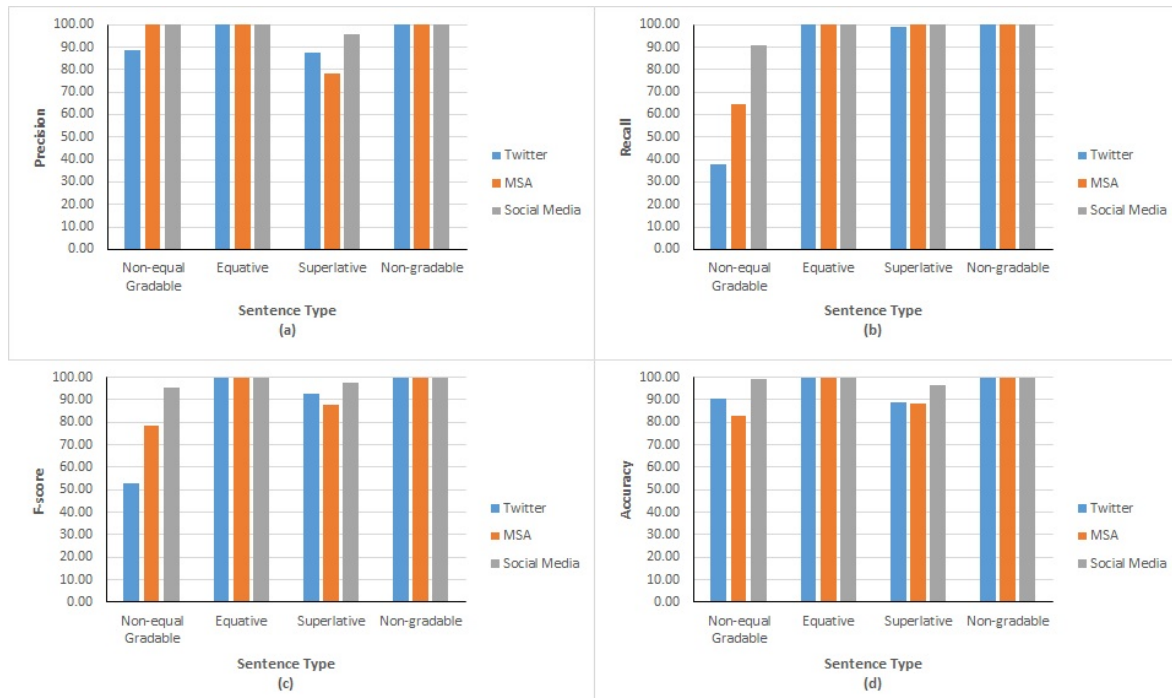 100.00
90.00
80.00
70.00
60.00
50.00
40.00
30.00
20.00
10.00
0.00
Precision
Non-equal Gradable
Equative
Superlative
Non-gradable
Sentence Type
(a)
Twitter
MSA
Social Media
100.00
90.00
80.00
70.00
60.00
50.00
40.00
30.00
20.00
10.00
0.00
Recall
Non-equal Gradable
Equative
Superlative
Non-gradable
Sentence Type
(b)
Twitter
MSA
Social Media
100.00
90.00
80.00
70.00
60.00
50.00
40.00
30.00
20.00
10.00
0.00
F-score
Non-equal Gradable
Equative
Superlative
Non-gradable
Sentence Type
(c)
Twitter
MSA
Social Media
100.00
90.00
80.00
70.00
60.00
50.00
40.00
30.00
20.00
10.00
0.00
Accuracy
Non-equal Gradable
Equative
Superlative
Non-gradable
Sentence Type
(d)
Twitter
MSA
Social Media